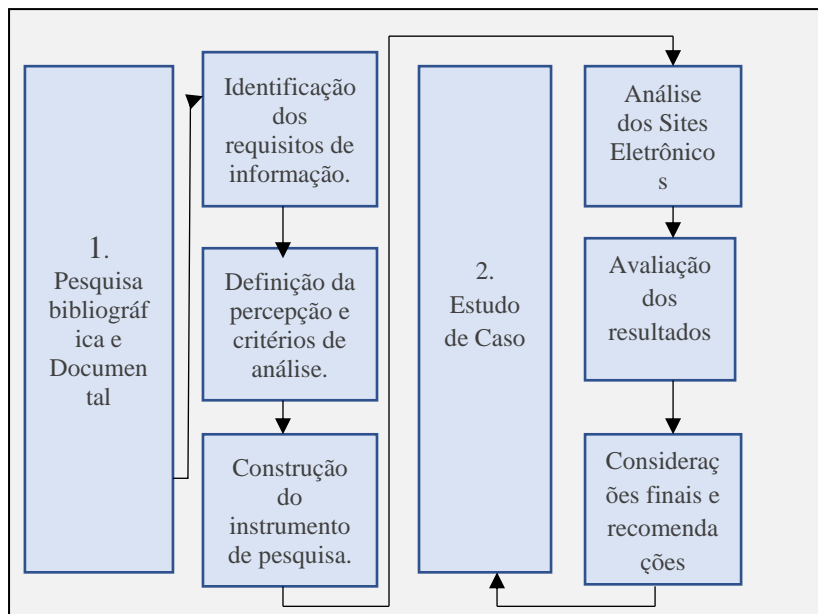 1.
Pesquisa
bibliográf
ica e
Documen
tal
Identificação
dos
requisitos de
informação.
Definição da
percepção e
critérios de
análise.
Construção
do
instrumento
de pesquisa.
2.
Estudo
de Caso
Análise
dos Sites
Eletrônico
s
Avaliação
dos
resultados
Consideraç
ões finais e
recomenda
ções